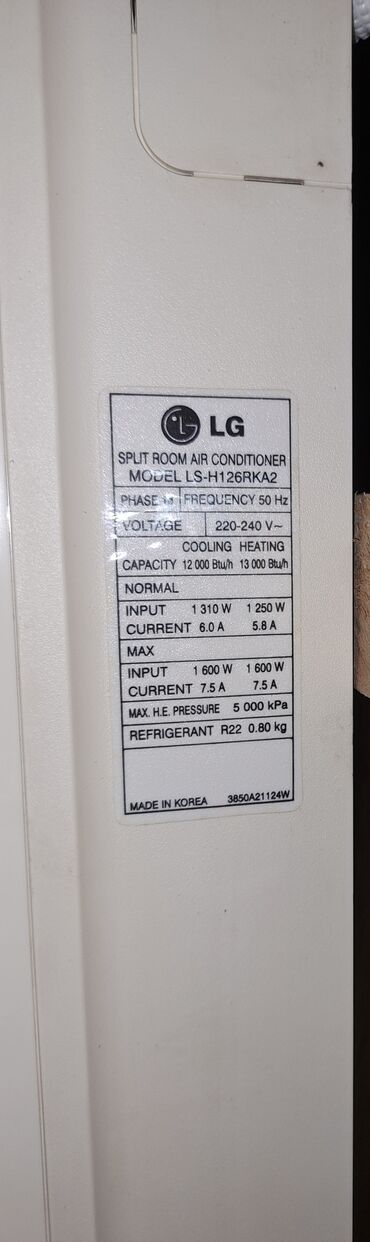 LG
SPLIT ROOM AIR CONDITIONER
MODEL LS-H126RKA2
PHASE FREQUENCY 50 Hz
VOLTAGE 220-240 V~
COOLING HEATING
CAPACITY 12 000 Btu/h 13 000 Btu/h
NORMAL
INPUT 1 310 W 1 250 W
CURRENT 6.0 A 5.8 A
MAX
INPUT 1 600 W 1 600 W
CURRENT 7.5 A 7.5 A
MAX. H.E. PRESSURE 5 000 kPa
REFRIGERANT R22 0.80 kg
MADE IN KOREA 3850A21124W